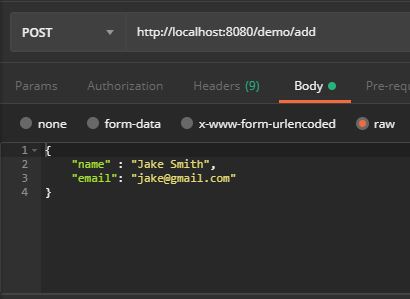 POST http://localhost:8080/demo/add
Params Authorization Headers (9) Body Pre-requ
none form-data x-www-form-urlencoded raw
1 {
2 "name" : "Jake Smith",
3 "email": "jake@gmail.com"
4 }